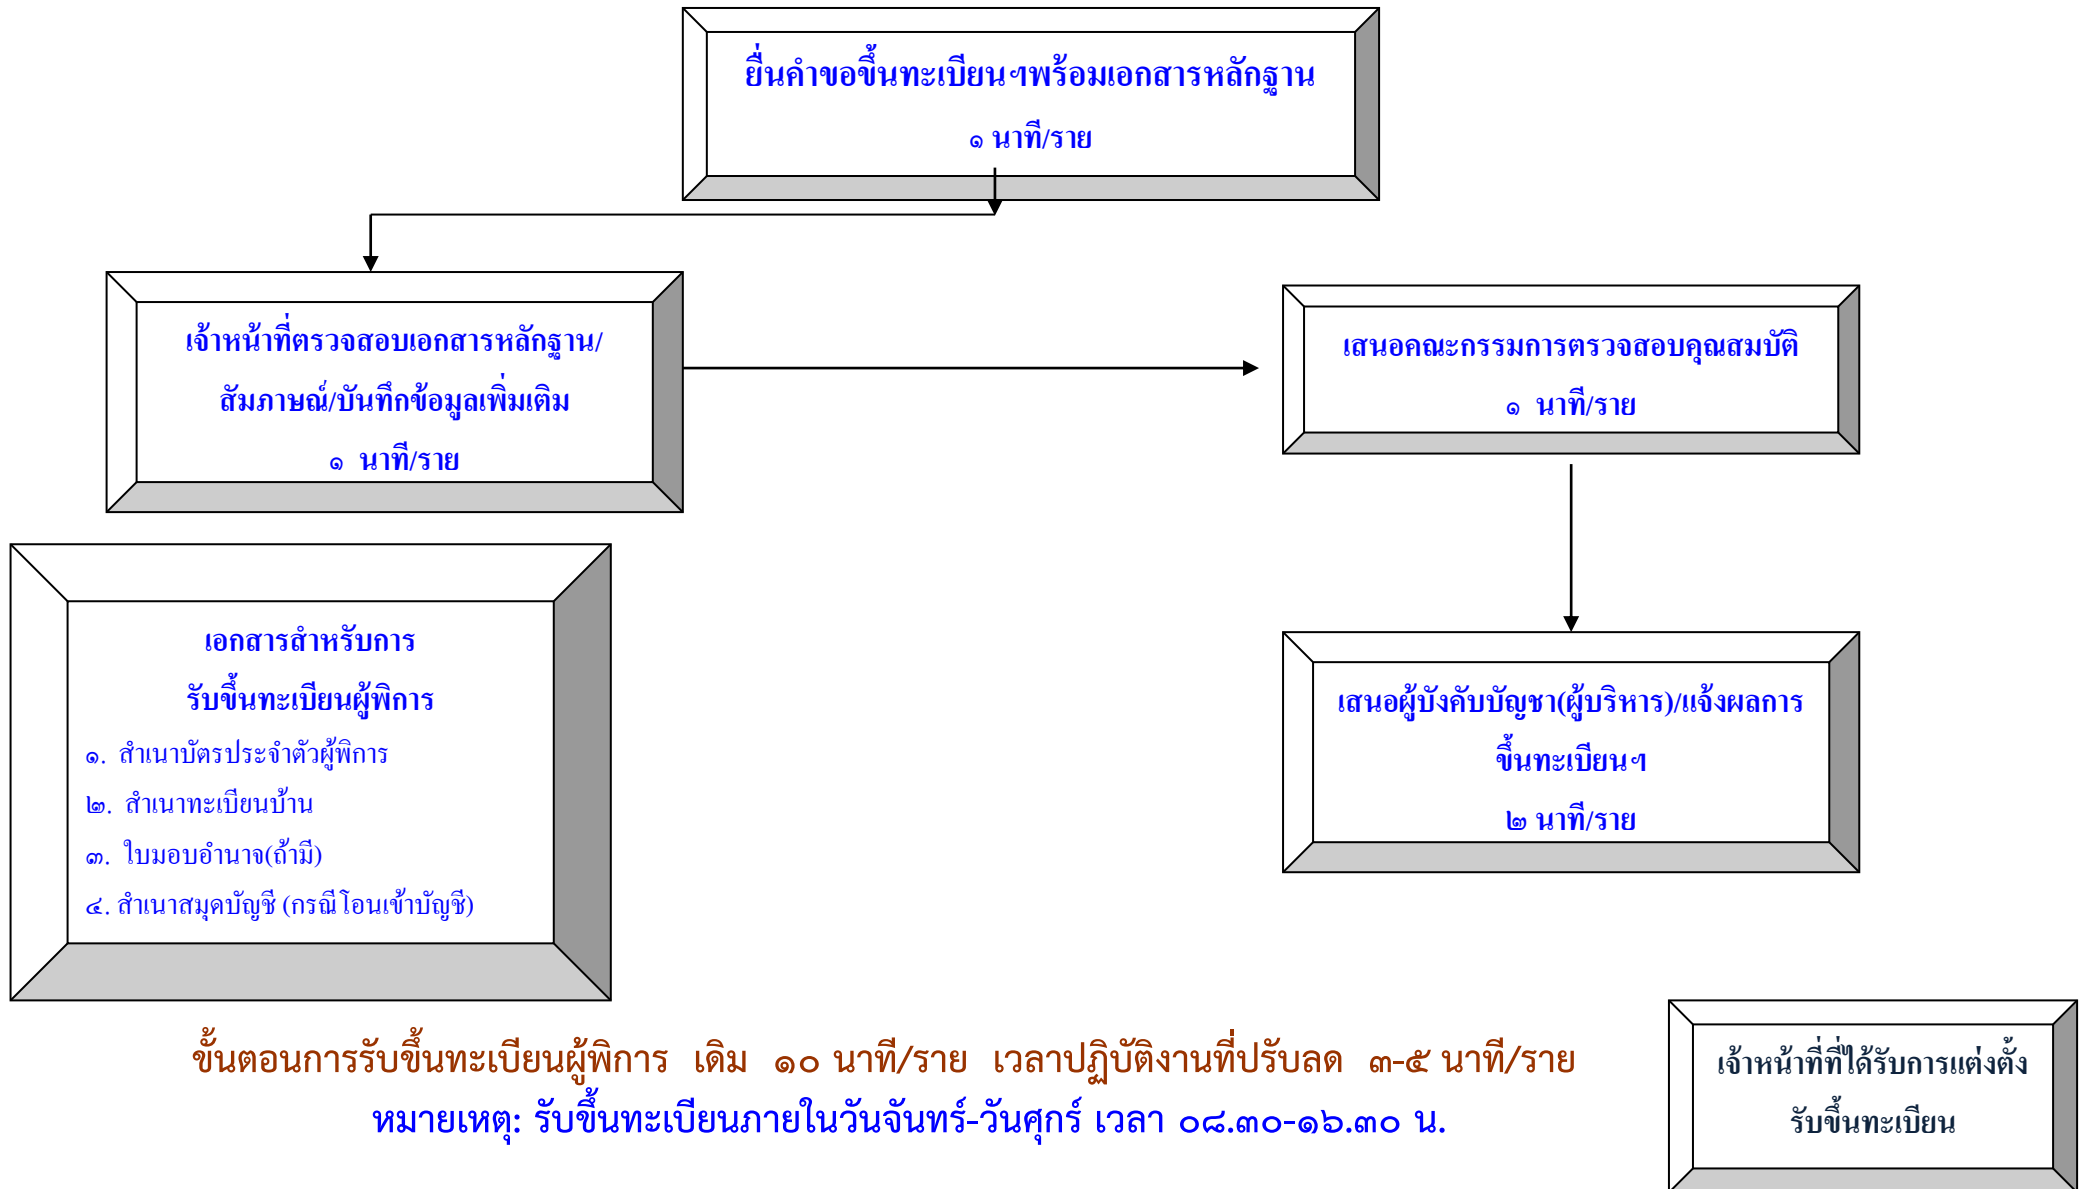 ยื่นคำขอขึ้นทะเบียนฯพร้อมเอกสารหลักฐาน
๑ นาที/ราย
เจ้าหน้าที่ตรวจสอบเอกสารหลักฐาน/
สัมภาษณ์/บันทึกข้อมูลเพิ่มเติม
๑ นาที/ราย
เสนอคณะกรรมการตรวจสอบคุณสมบัติ
๑ นาที/ราย
เอกสารสำหรับการ
รับขึ้นทะเบียนผู้พิการ
๑. สำเนาบัตรประจำตัวผู้พิการ
๒. สำเนาทะเบียนบ้าน
๓. ใบมอบอำนาจ(ถ้ามี)
๔. สำเนาสมุดบัญชี (กรณีโอนเข้าบัญชี)
เสนอผู้บังคับบัญชา(ผู้บริหาร)/แจ้งผลการ
ขึ้นทะเบียนฯ
๒ นาที/ราย
ขั้นตอนการรับขึ้นทะเบียนผู้พิการ เดิม ๑๐ นาที/ราย เวลาปฏิบัติงานที่ปรับลด ๓-๕ นาที/ราย
หมายเหตุ: รับขึ้นทะเบียนภายในวันจันทร์-วันศุกร์ เวลา ๐๘.๓๐-๑๖.๓๐ น.
เจ้าหน้าที่ที่ได้รับการแต่งตั้ง
รับขึ้นทะเบียน